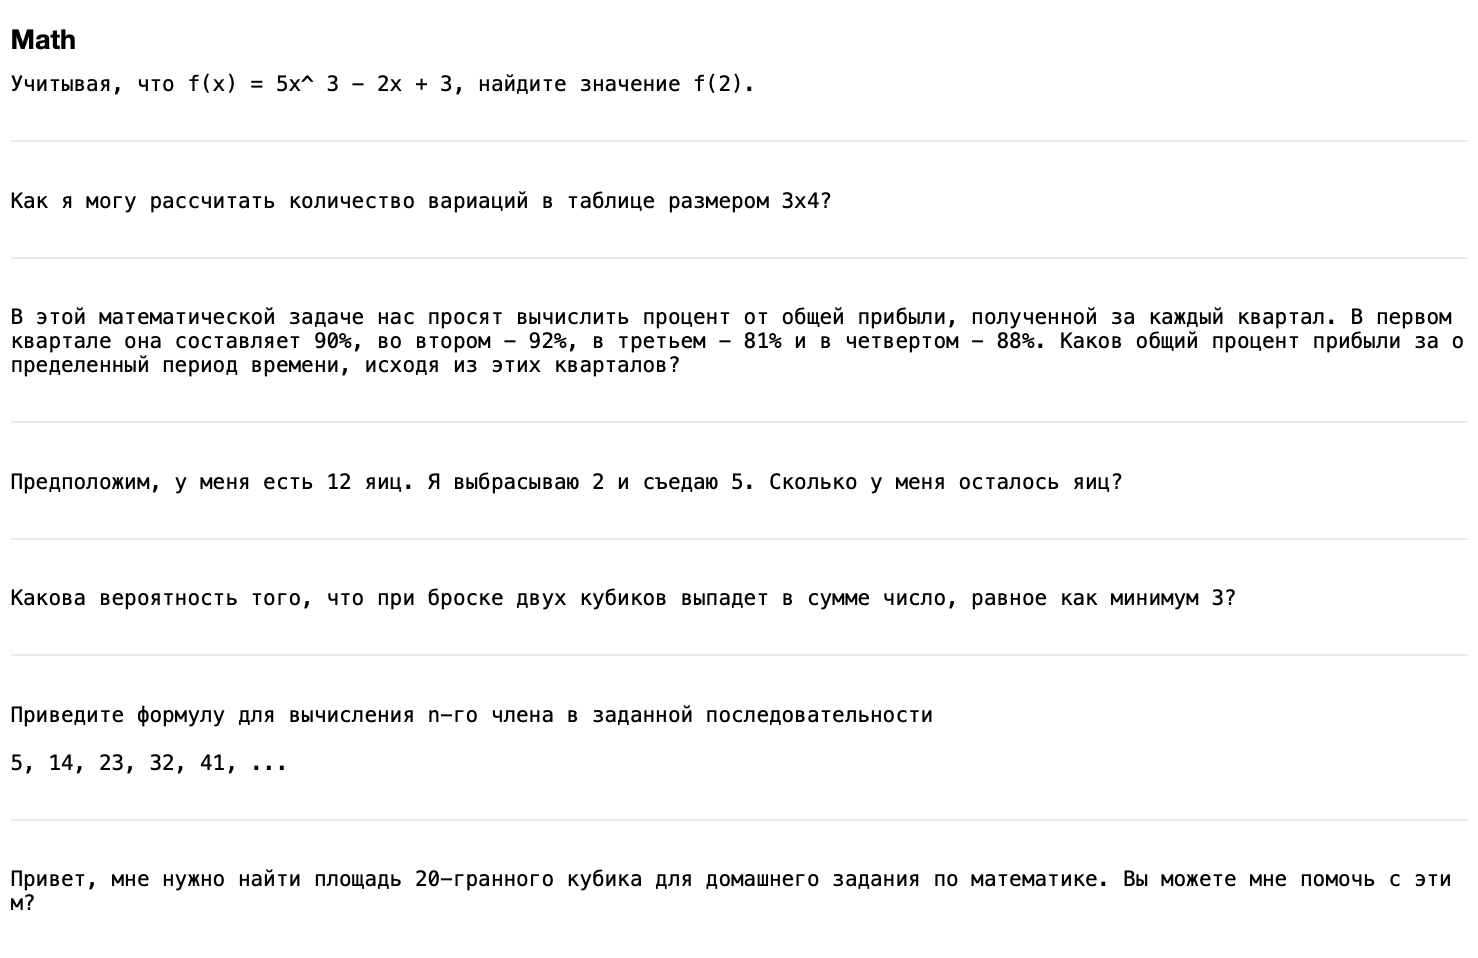 Math
Учитывая, что f(x) = 5x^ 3 − 2x + 3, найдите значение f(2).
Как я могу рассчитать количество вариаций в таблице размером 3x4?
В этой математической задаче нас просят вычислить процент от общей прибыли, полученной за каждый квартал. В первом
квартале она составляет 90%, во втором − 92%, в третьем − 81% и в четвертом − 88%. Каков общий процент прибыли за о
пределенный период времени, исходя из этих кварталов?
Предположим, у меня есть 12 яиц. Я выбрасываю 2 и съедаю 5. Сколько у меня осталось яиц?
Какова вероятность того, что при броске двух кубиков выпадет в сумме число, равное как минимум 3?
Приведите формулу для вычисления n−го члена в заданной последовательности
5, 14, 23, 32, 41, ...
Привет, мне нужно найти площадь 20−гранного кубика для домашнего задания по математике. Вы можете мне помочь с эти
м?